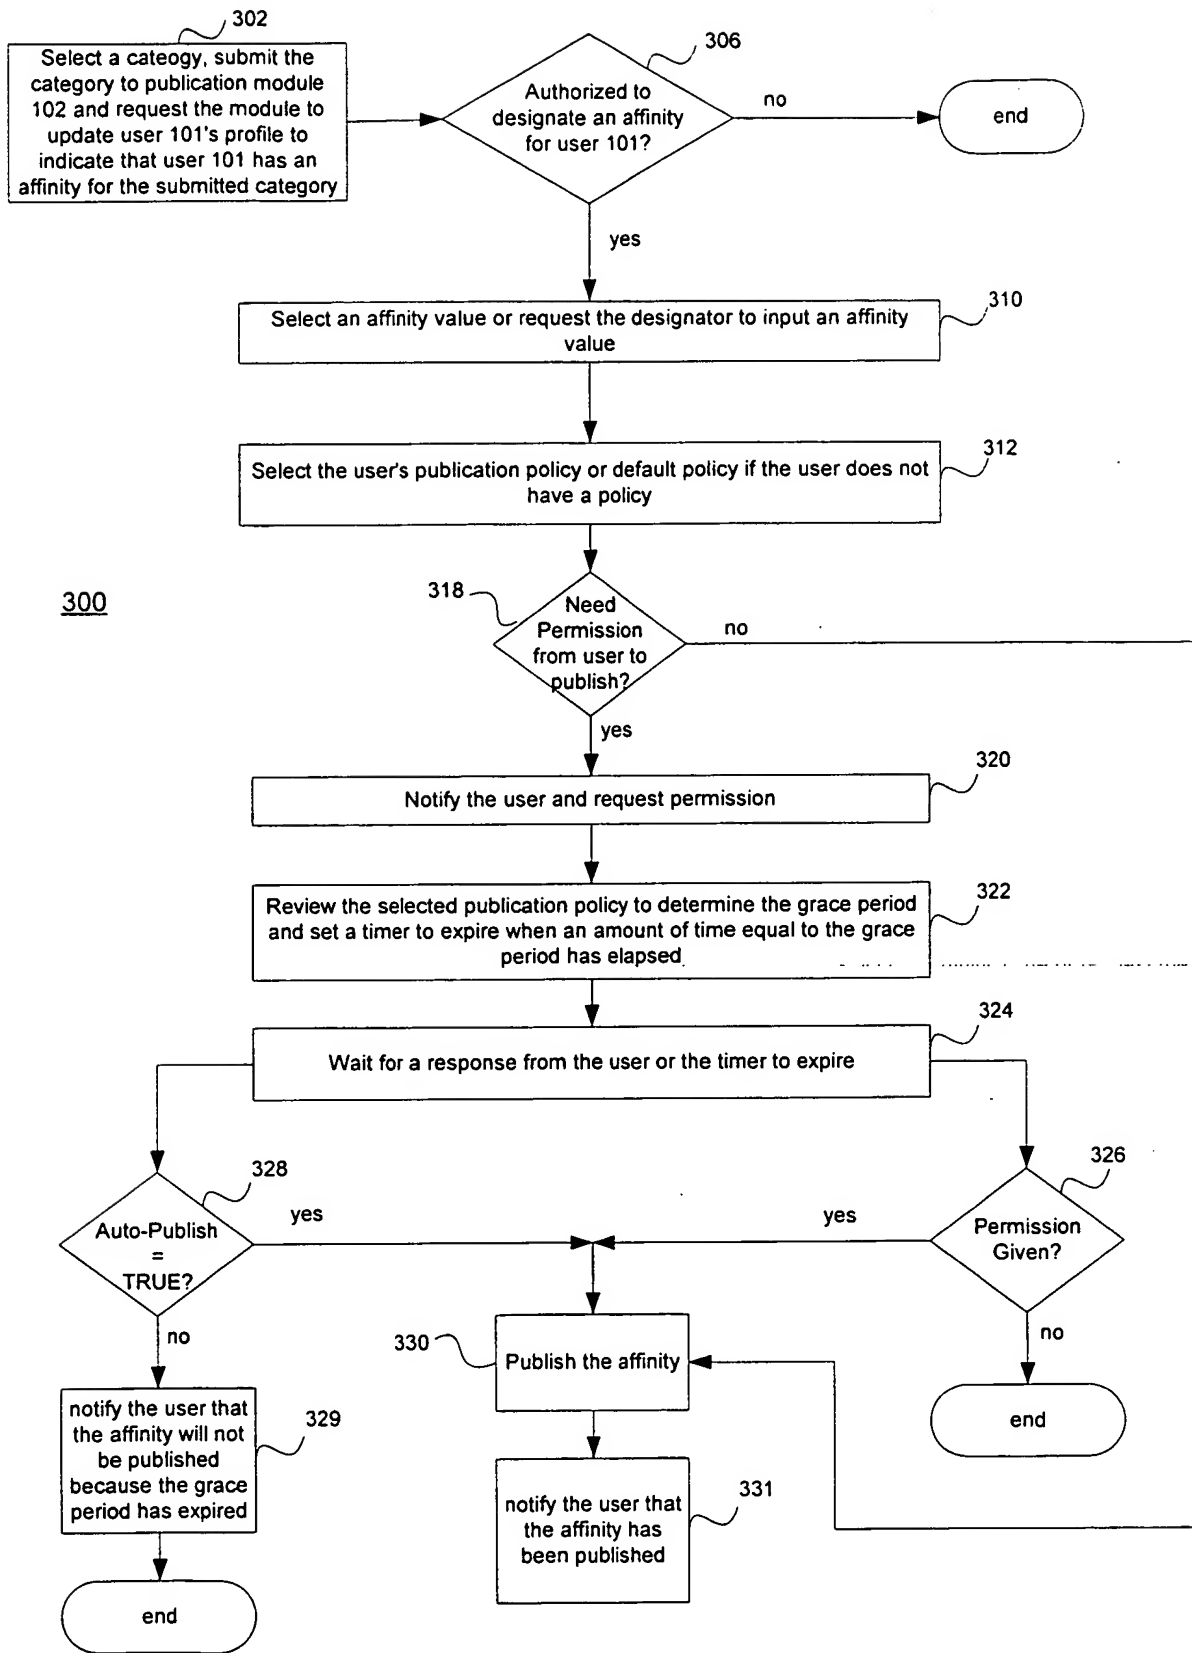 302
Select a cateogy, submit the
category to publication module
102 and request the module to
update user 101's profile to
indicate that user 101 has an
affinity for the submitted category
306
Authorized to
designate an affinity
for user 101?
no
end
yes
310
Select an affinity value or request the designator to input an affinity
value
312
Select the user's publication policy or default policy if the user does not
have a policy
300
318
Need
Permission
from user to
publish?
no
yes
320
Notify the user and request permission
322
Review the selected publication policy to determine the grace period
and set a timer to expire when an amount of time equal to the grace
period has elapsed
324
Wait for a response from the user or the timer to expire
328
Auto-Publish
=
TRUE?
yes
yes
326
Permission
Given?
no
no
330
Publish the affinity
end
329
notify the user that
the affinity will not
be published
because the grace
period has expired
331
notify the user that
the affinity has
been published
end